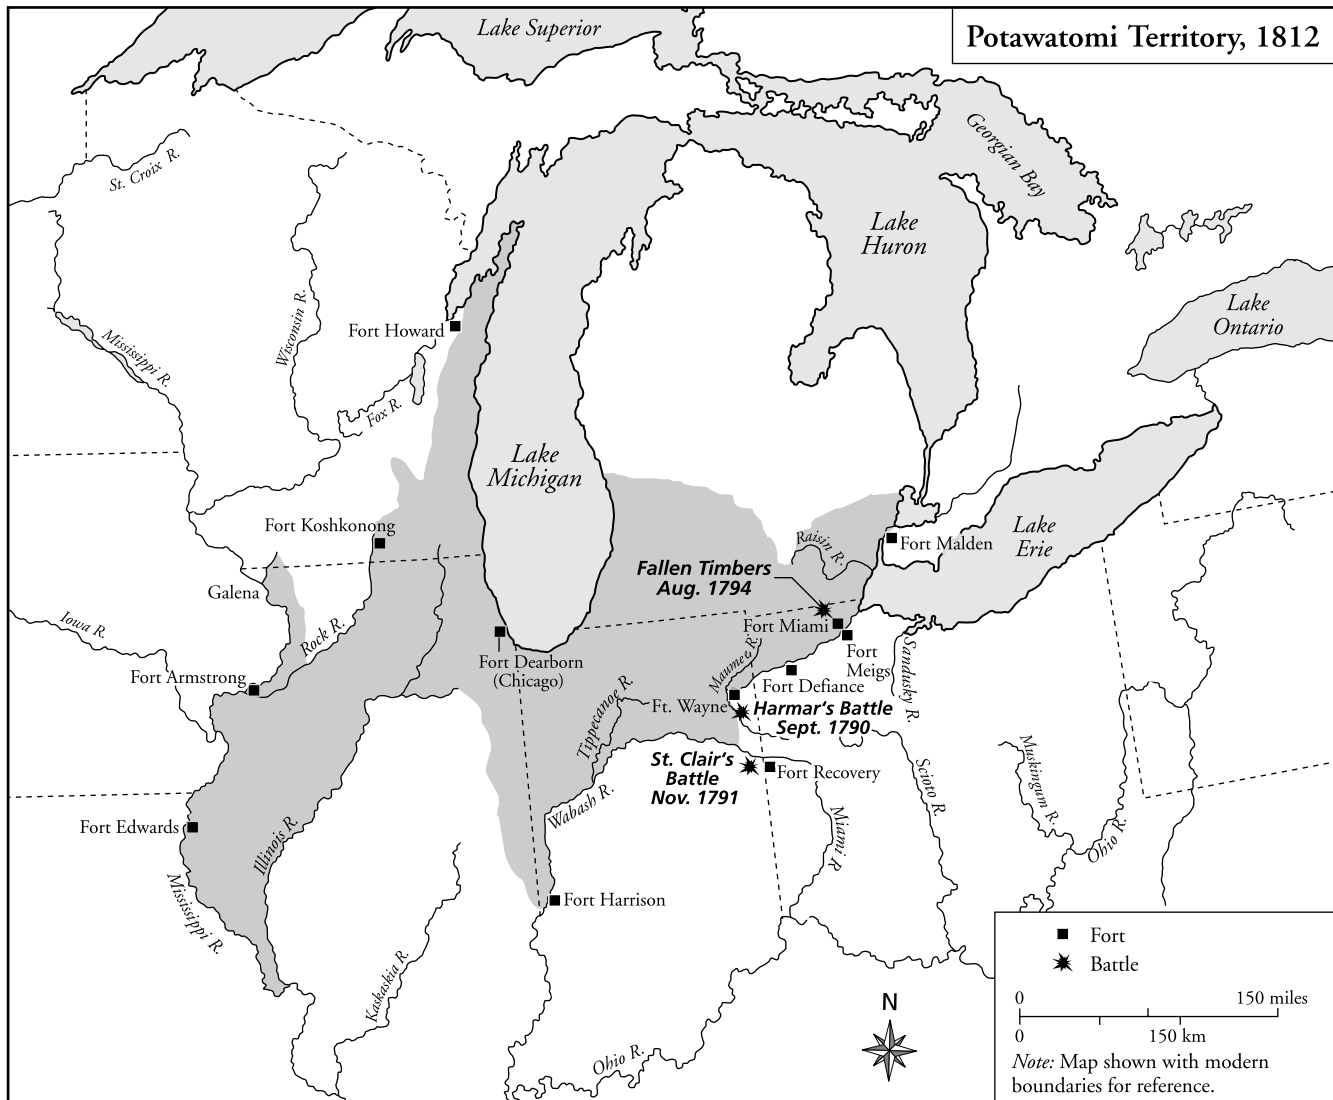 Potawatomi Territory, 1812
Lake Superior
Georgian Bay
St. Croix R.
Lake
Huron
Lake
Ontario
Wisconsin R.
Fort Howard
Mississippi R.
Fox R.
Lake
Michigan
Fort Koshkonong
Lake
Erie
Raisin R.
Fort Malden
Fallen Timbers
Aug. 1794
Galena
Iowa R.
Rock R.
Fort Miami
Fort Dearborn
(Chicago)
Maumee R.
Fort
Meigs
Sandusky R.
Fort Armstrong
Fort Defiance
Tippecanoe R.
Ft. Wayne
Harmar‘s Battle
Sept. 1790
St. Clair‘s
Battle
Nov. 1791
Fort Recovery
Muskingum R.
Scioto R.
Wabash R.
Miami R
Fort Edwards
Illinois R.
Ohio R.
Mississippi R.
Fort Harrison
Kaskaskia R.
Ohio R.
N
Fort
Battle
0 150 miles
0 150 km
Note: Map shown with modern
boundaries for reference.